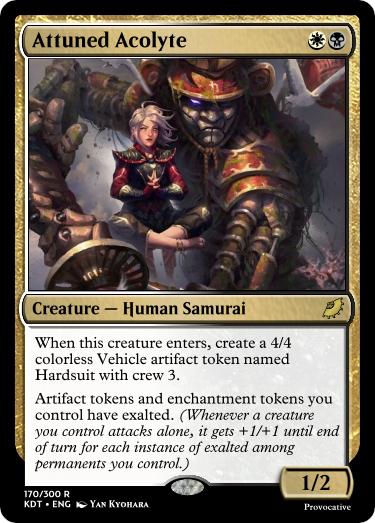 Attuned Acolyte
Creature — Human Samurai
When this creature enters, create a 4/4
colorless Vehicle artifact token named
Hardsuit with crew 3.
Artifact tokens and enchantment tokens you
control have exalted. (Whenever a creature
you control attacks alone, it gets +1/+1 until end
of turn for each instance of exalted among
permanents you control.)
1/2
170/300 R
KDT • ENG Yan Kyohara
Provocative